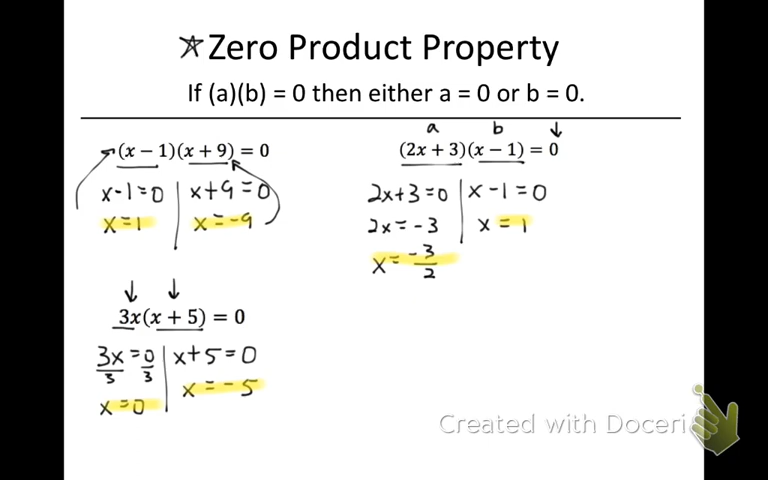 ☆Zero Product Property
If (a)(b) = 0 then either a = 0 or b = 0.
(x − 1)(x + 9) = 0
x-1=0 | x+9=0
x=1 | x=-9
a b ↓
(2x + 3)(x − 1) = 0
2x+3=0 | x-1=0
2x=-3 | x=1
x=-3/2
↓ ↓
3x(x + 5) = 0
3x=0 | x+5=0
3 3 | x=-5
x=0
Created with Doceri